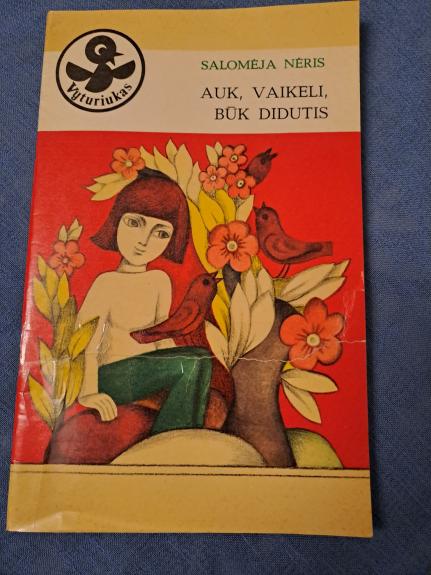 Vyturiukas
SALOMĖJA NĖRIS
AUK, VAIKELI,
BŪK DIDUTIS